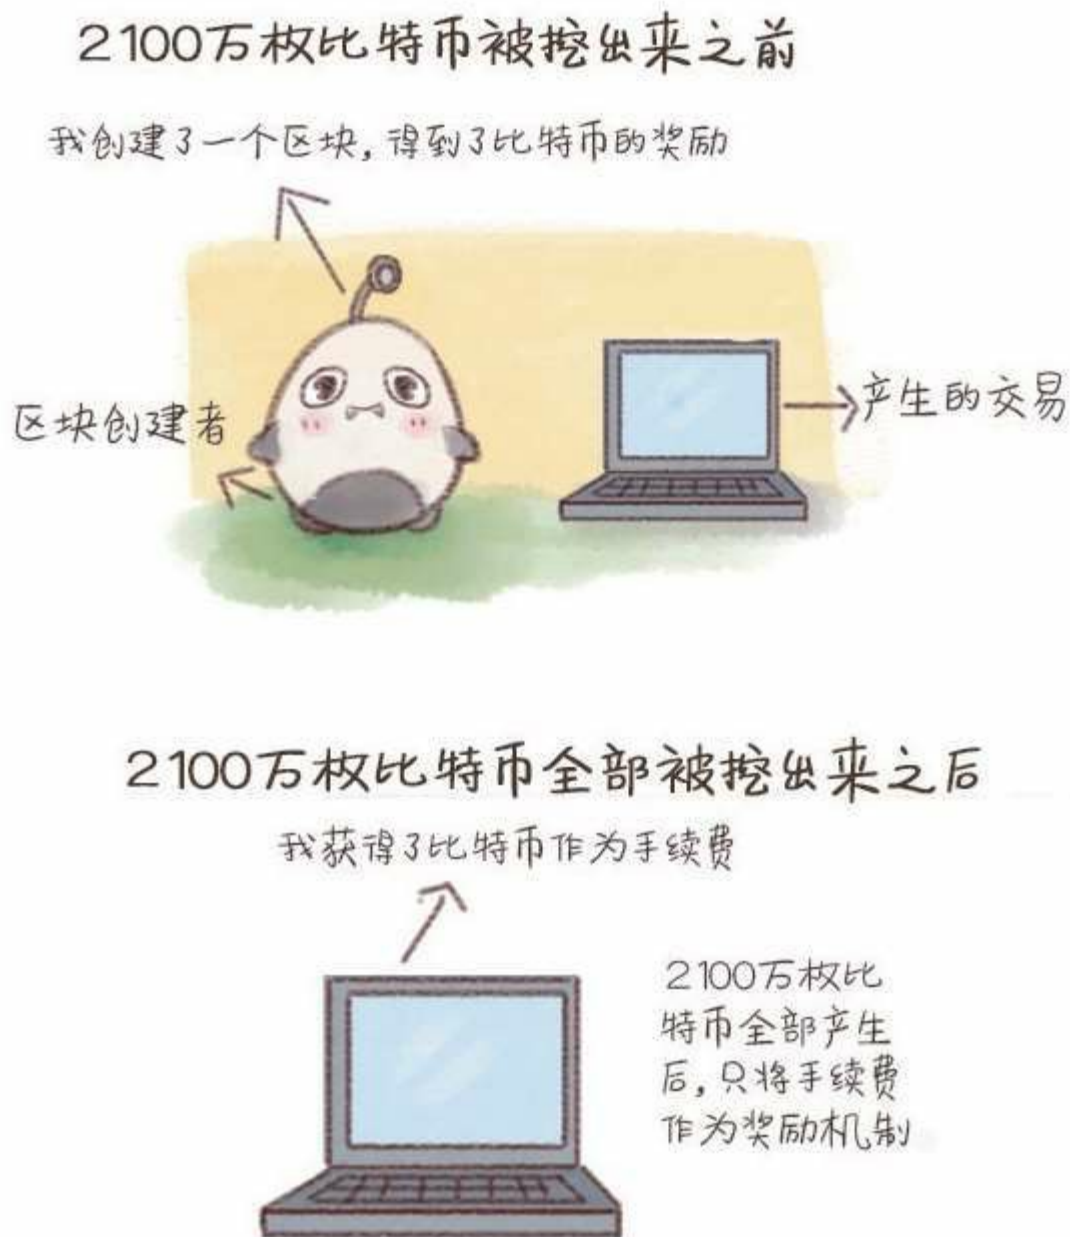 2100万枚比特币被挖出来之前
我创建了一个区块,得到了比特币的奖励
区块创建者
产生的交易
2100万枚比特币全部被挖出来之后
我获得了比特币作为手续费
2100万枚比
特币全部产生
后,只将手续费
作为奖励机制